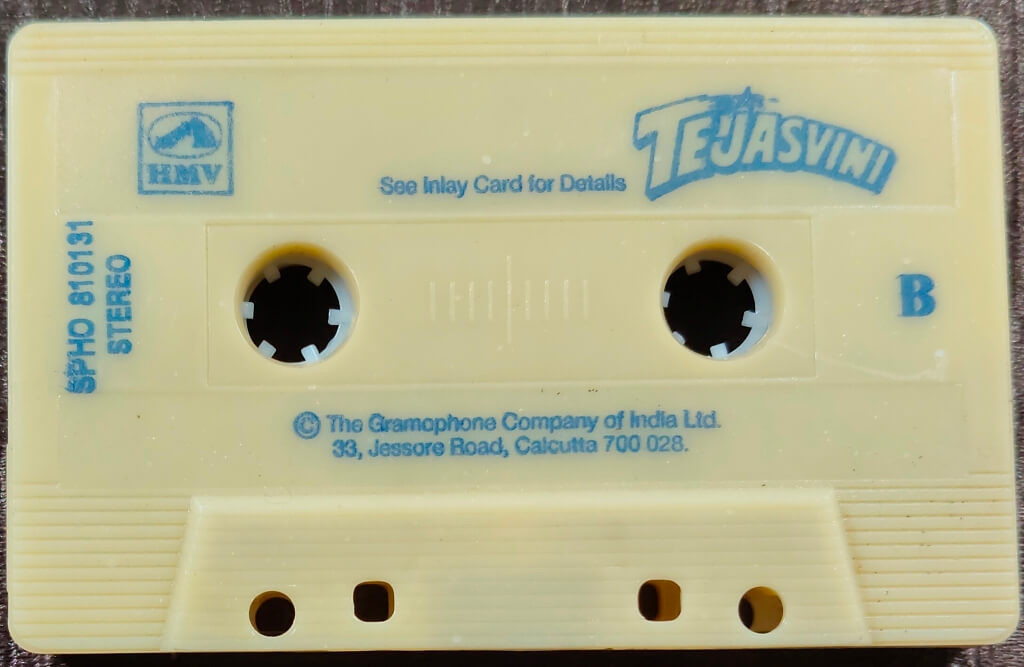 HMV
TEJASVINI
See Inlay Card for Details
SPHO 810131
STEREO
B
© The Gramophone Company of India Ltd.
33, Jessore Road, Calcutta 700 028.